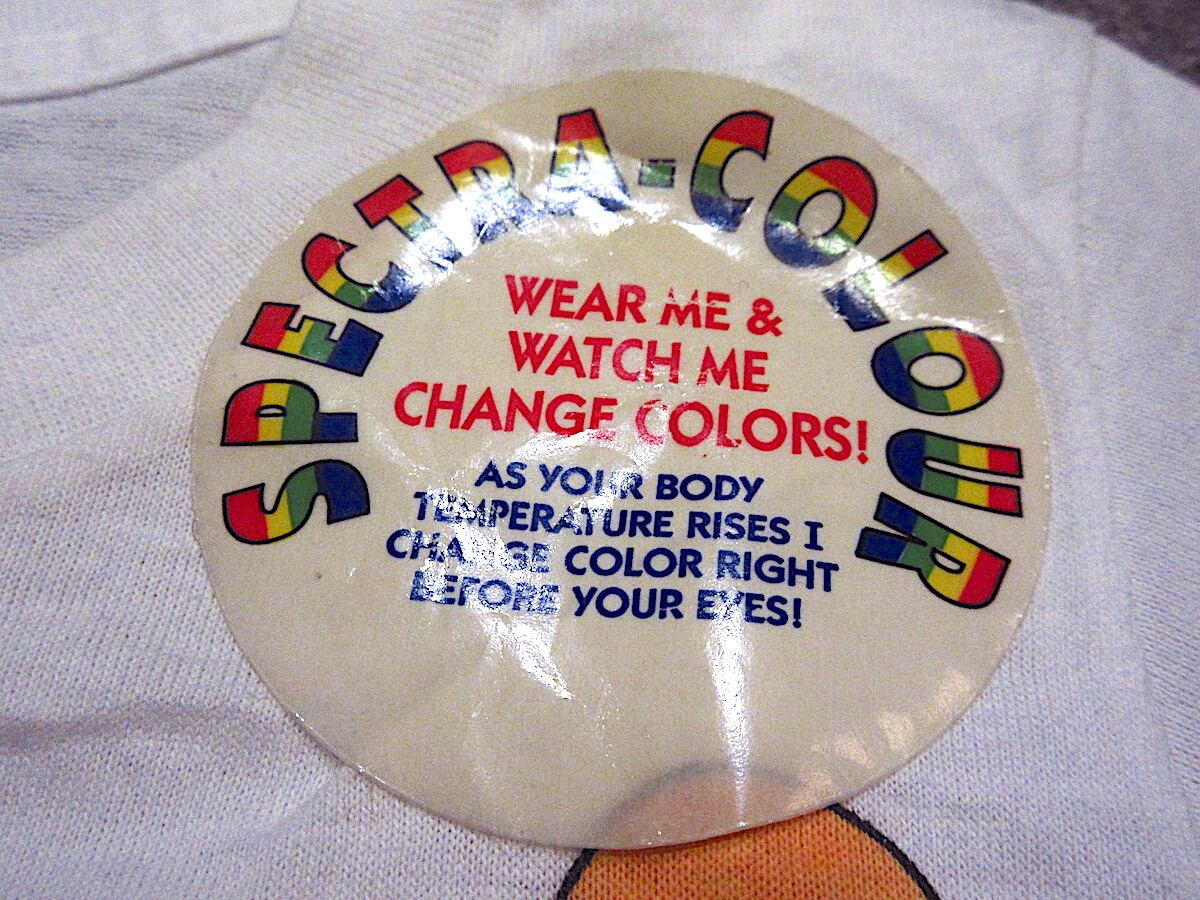 SPECTRA-COLOUR
WEAR ME &
WATCH ME
CHANGE COLORS!
AS YOUR BODY
TEMPERATURE RISES I
CHANGE COLOR RIGHT
BEFORE YOUR EYES!